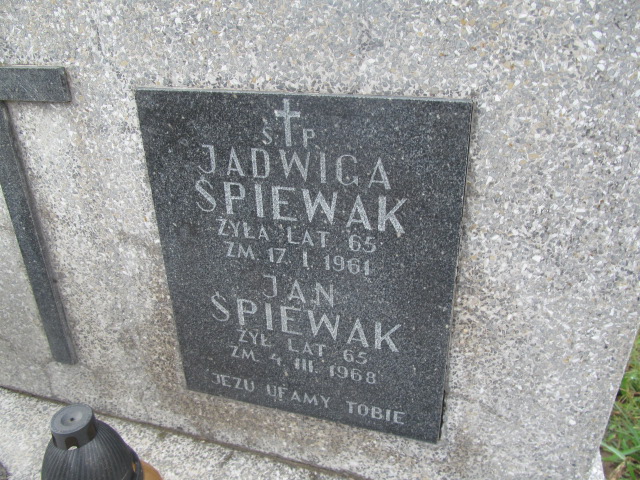 Ś. P.
JADWIGA
ŚPIEWAK
ŻYŁA LAT 65
ZM. 17. I. 1961
JAN
ŚPIEWAK
ŻYŁ LAT 65
ZM. 4. III. 1968
JEZU UFAMY TOBIE